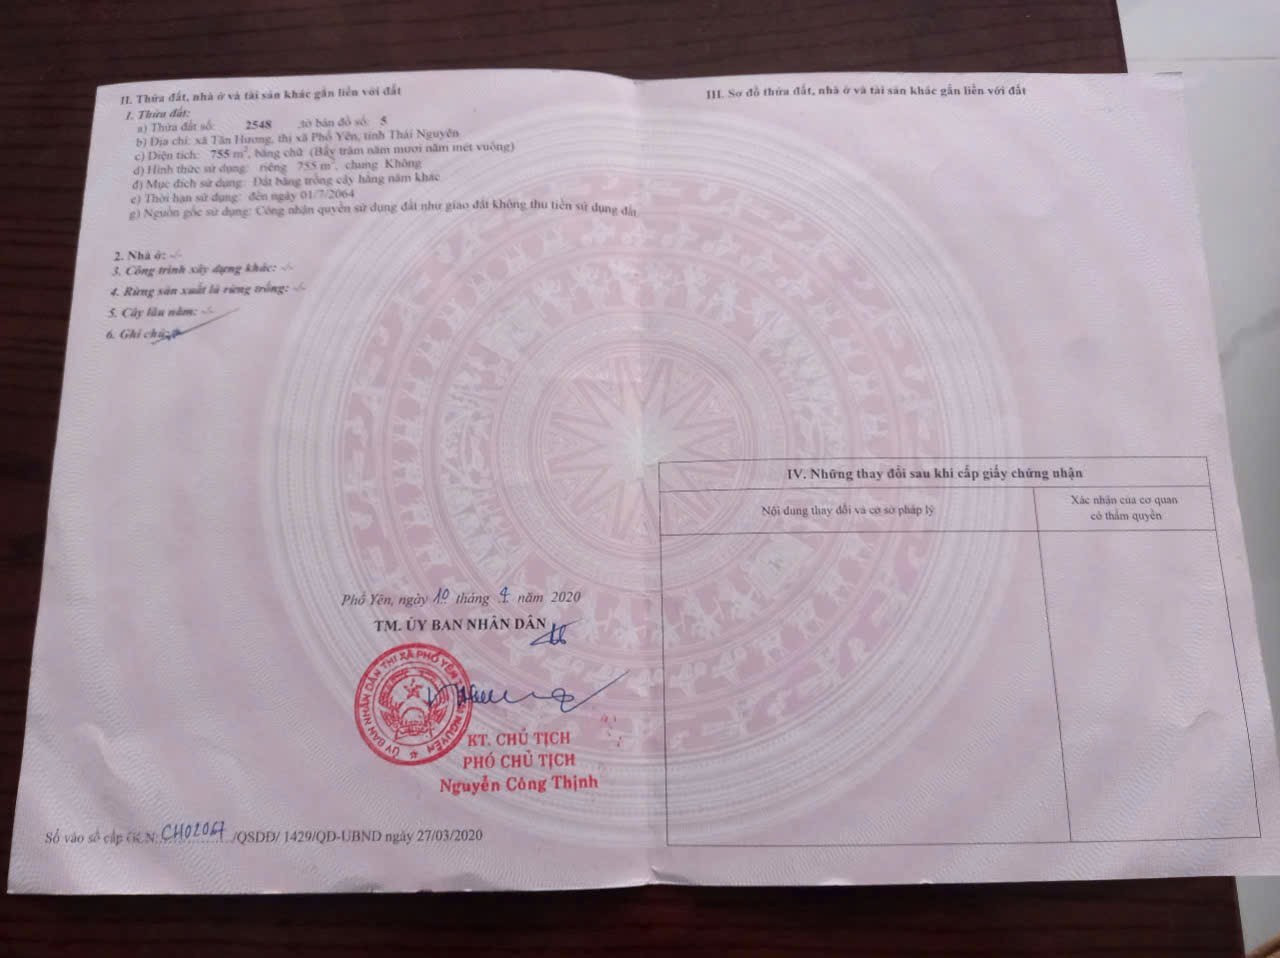 II. Thửa đất, nhà ở và tài sản khác gắn liền với đất
1. Thửa đất:
a) Thửa đất số: 2548 ,tờ bản đồ số: 5
b) Địa chỉ: xã Tân Hương, thị xã Phổ Yên, tỉnh Thái Nguyên
c) Diện tích: 755 m², bằng chữ (Bẩy trăm năm mươi năm mét vuông)
d) Hình thức sử dụng: riêng 755 m², chung Không
đ) Mục đích sử dụng: Đất bằng trồng cây hàng năm khác
e) Thời hạn sử dụng: đến ngày 01/7/2064
g) Nguồn gốc sử dụng: Công nhận quyền sử dụng đất như giao đất không thu tiền sử dụng đất
2. Nhà ở: -/-
3. Công trình xây dựng khác: -/-
4. Rừng sản xuất là rừng trồng: -/-
5. Cây lâu năm: -/-
6. Ghi chú:
Phổ Yên, ngày 10 tháng 4 năm 2020
TM. ỦY BAN NHÂN DÂN
ỦY BAN NHÂN DÂN THỊ XÃ PHỔ YÊN
KT. CHỦ TỊCH
PHÓ CHỦ TỊCH
Nguyễn Công Thịnh
Số vào sổ cấp GCN: CH02067 /QSDĐ/ 1429/QĐ-UBND ngày 27/03/2020
III. Sơ đồ thửa đất, nhà ở và tài sản khác gắn liền với đất
IV. Những thay đổi sau khi cấp giấy chứng nhận
Nội dung thay đổi và cơ sở pháp lý
Xác nhận của cơ quan
có thẩm quyền